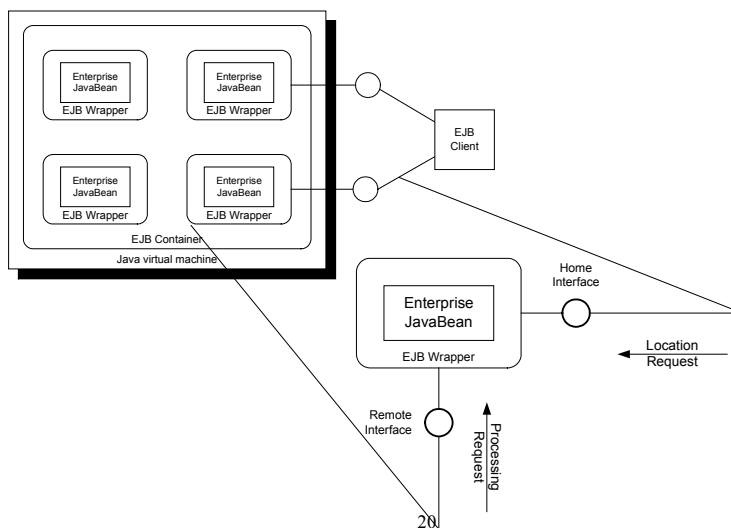 Enterprise
JavaBean
EJB Wrapper
Enterprise
JavaBean
EJB Wrapper
Enterprise
JavaBean
EJB Wrapper
Enterprise
JavaBean
EJB Wrapper
EJB Container
Java virtual machine
EJB
Client
Home
Interface
Enterprise
JavaBean
EJB Wrapper
Location
Request
Remote
Interface
Processing
Request
20